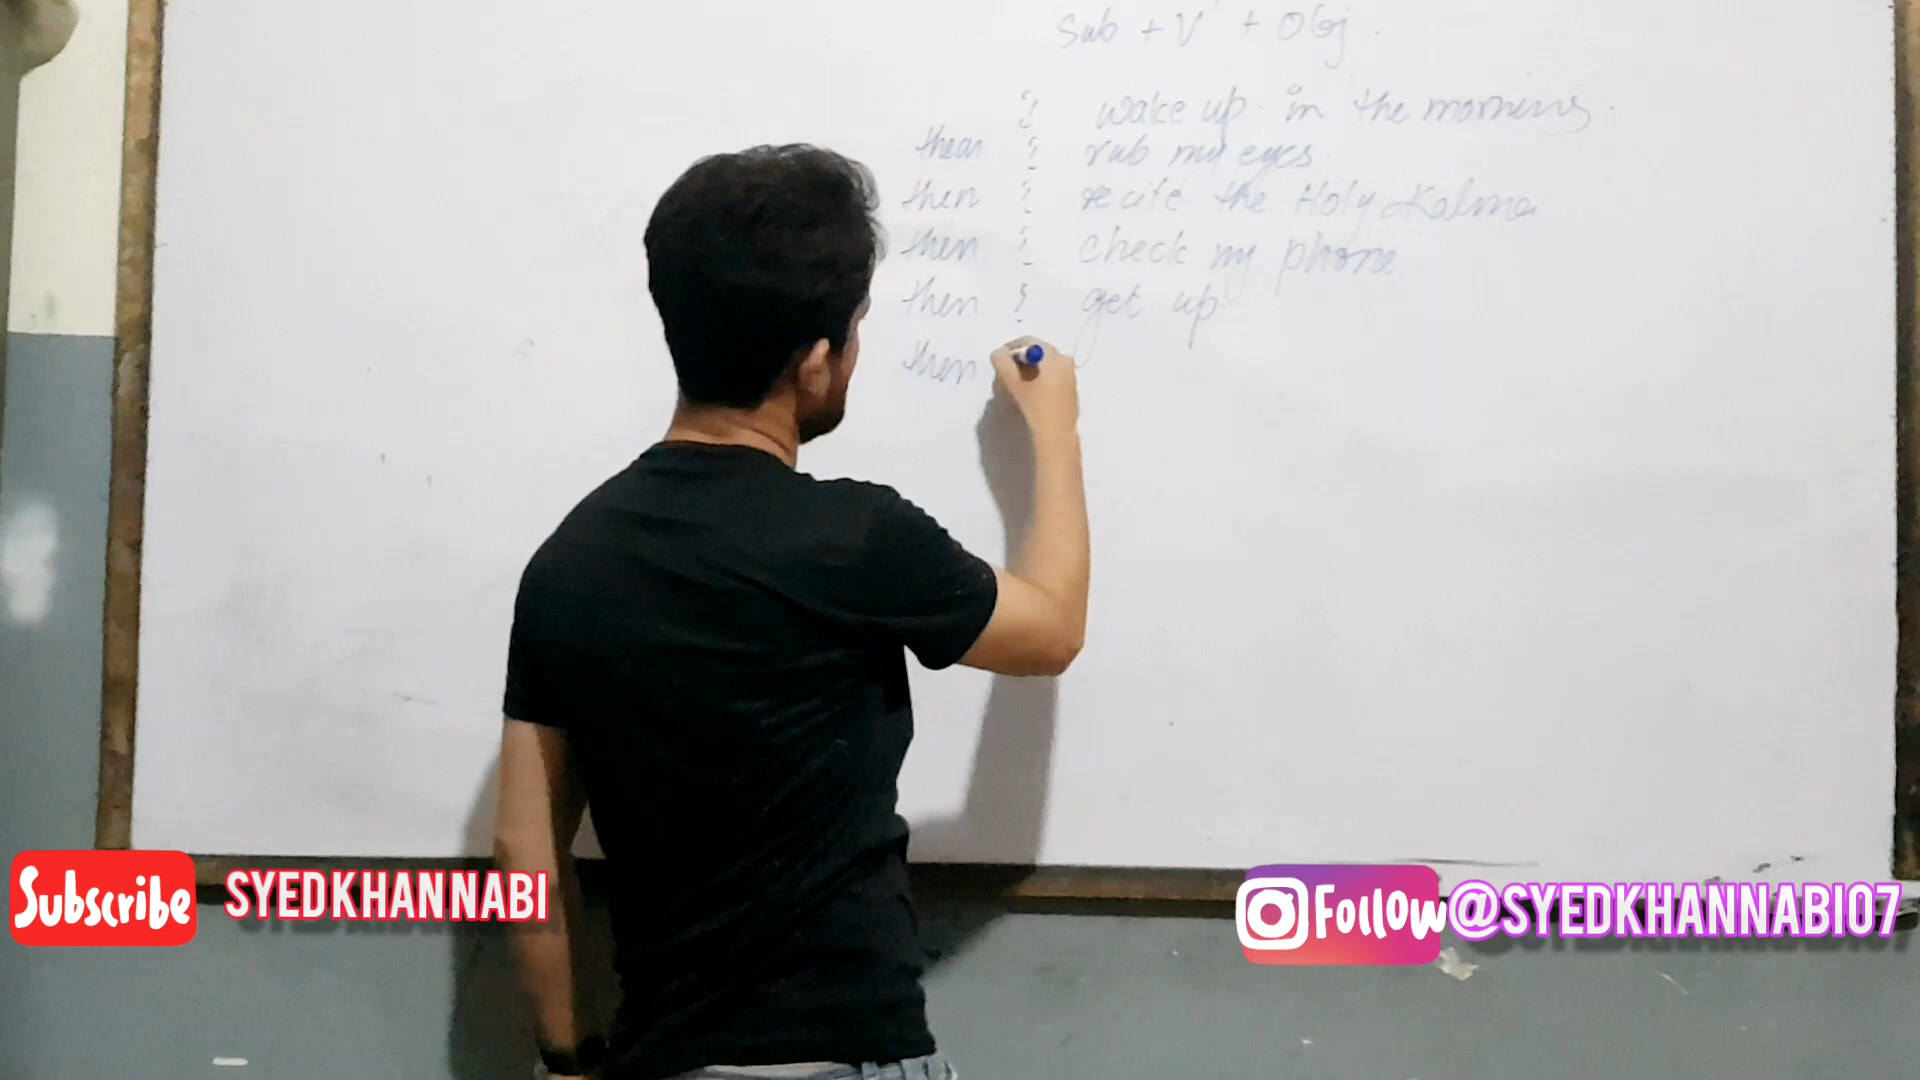 Sub + V¹ + Obj.
I wake up in the morning.
then I rub my eyes
then I recite the Holy Kalma
then I check my phone
then I get up
then
Subscribe SYEDKHANNABI
Follow @SYEDKHANNABI07